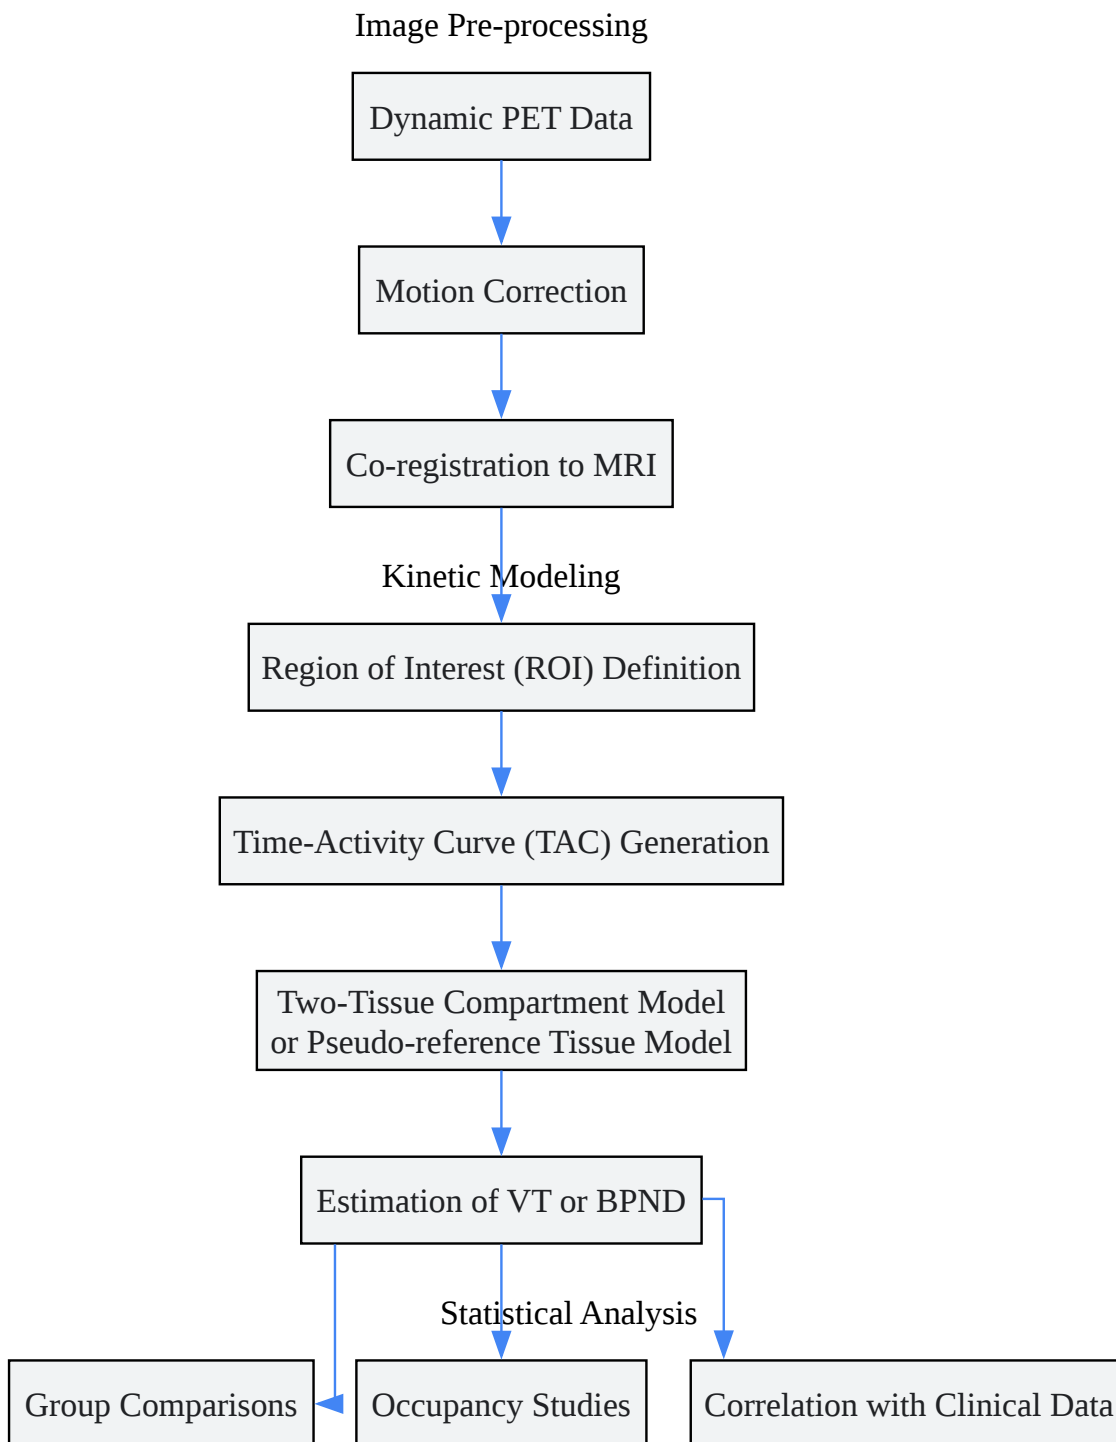 Image Pre-processing
Dynamic PET Data
Motion Correction
Co-registration to MRI
Kinetic Modeling
Region of Interest (ROI) Definition
Time-Activity Curve (TAC) Generation
Two-Tissue Compartment Model
or Pseudo-reference Tissue Model
Estimation of VT or BPND
Statistical Analysis
Group Comparisons
Occupancy Studies
Correlation with Clinical Data